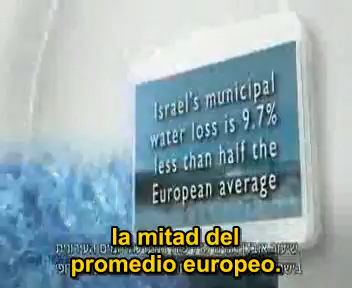 Israel's municipal
water loss is 9.7%
less than half the
European average
la mitad del
promedio europeo.